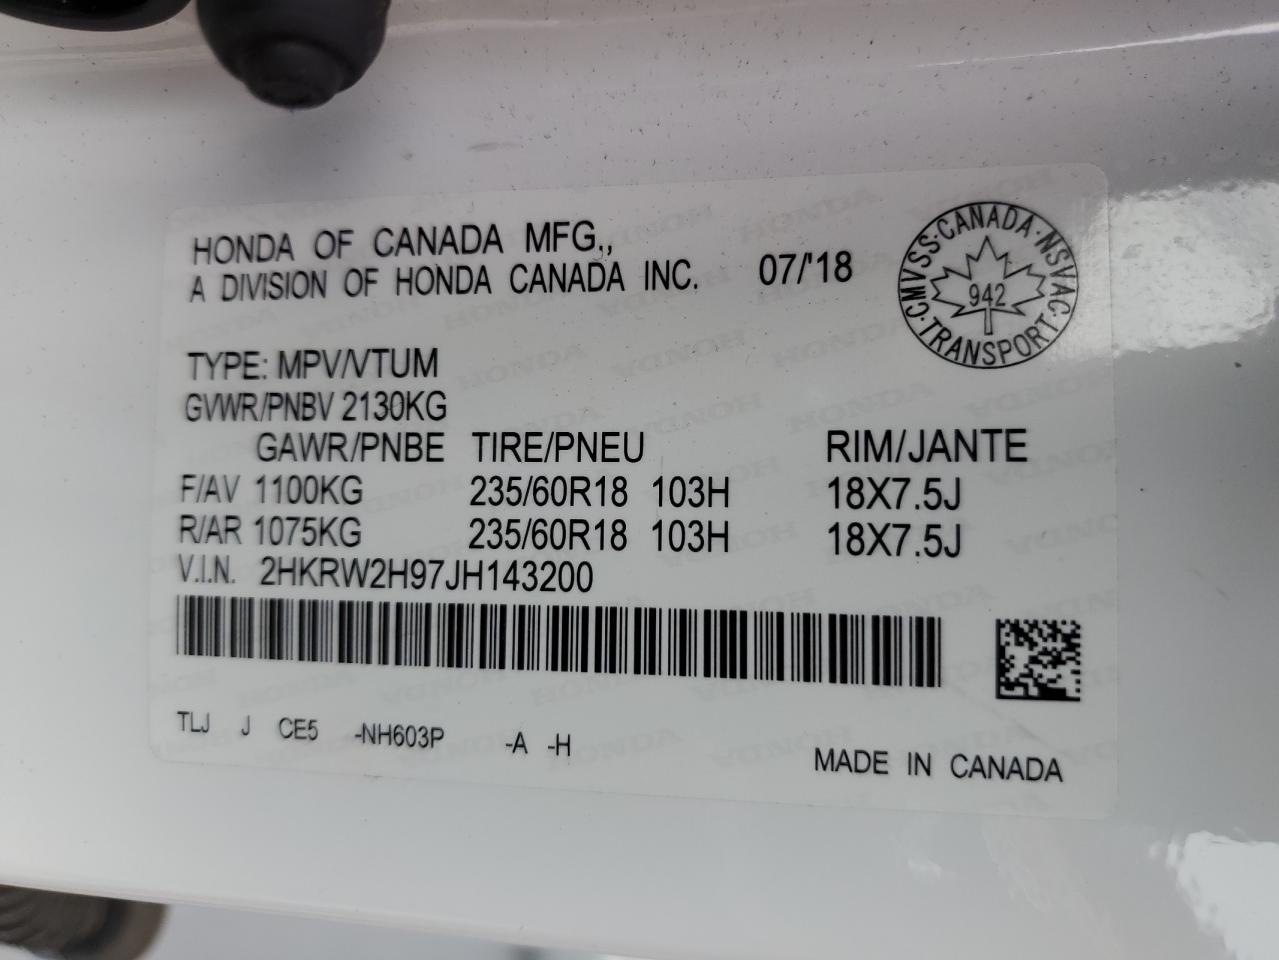 HONDA OF CANADA MFG.,
A DIVISION OF HONDA CANADA INC. 07/'18
CMVSS·CANADA·NSVAC·TRANSPORT·
942
TYPE: MPV/VTUM
GVWR/PNBV 2130KG
GAWR/PNBE TIRE/PNEU RIM/JANTE
F/AV 1100KG 235/60R18 103H 18X7.5J
R/AR 1075KG 235/60R18 103H 18X7.5J
V.I.N. 2HKRW2H97JH143200
TLJ J CE5 -NH603P -A -H
MADE IN CANADA